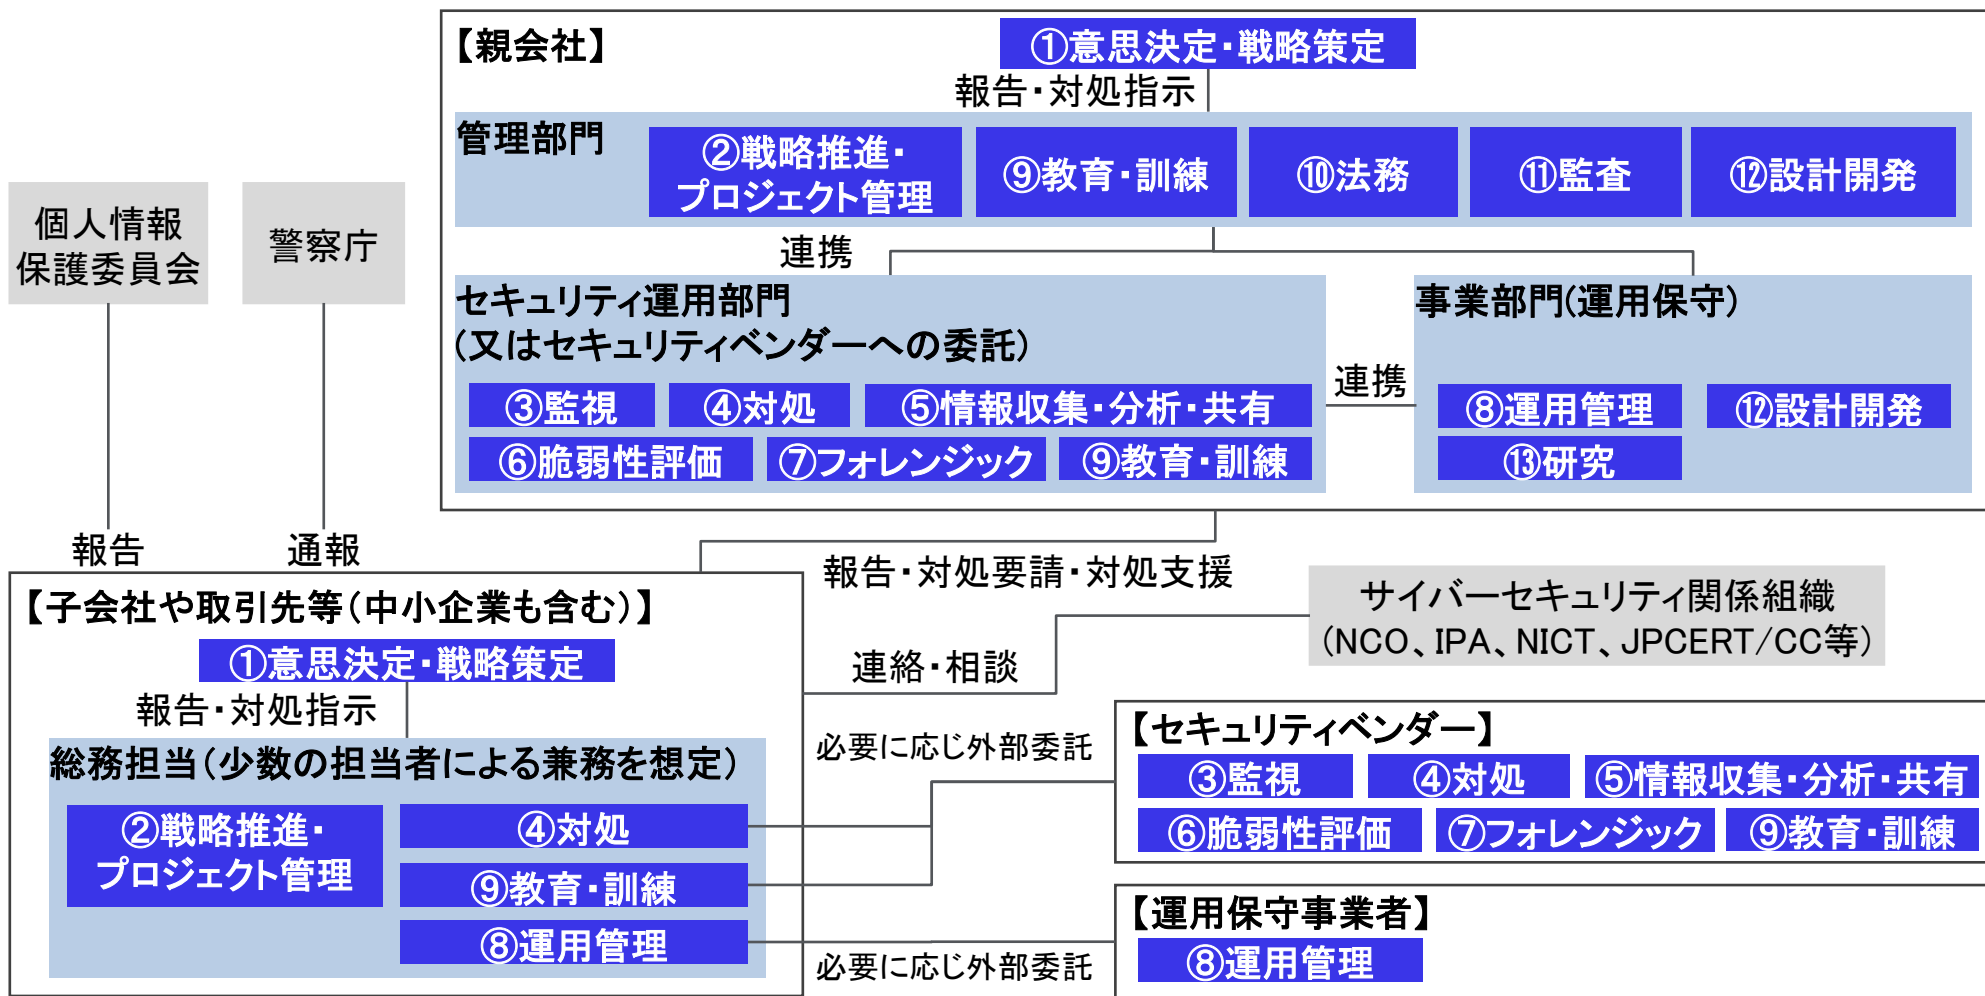 【親会社】
①意思決定・戦略策定
報告・対処指示
管理部門
②戦略推進・
プロジェクト管理
⑨教育・訓練
⑩法務
⑪監査
⑫設計開発
個人情報
保護委員会
警察庁
連携
セキュリティ運用部門
(又はセキュリティベンダーへの委託)
③監視
④対処
⑤情報収集・分析・共有
⑥脆弱性評価
⑦フォレンジック
⑨教育・訓練
連携
事業部門(運用保守)
⑧運用管理
⑫設計開発
⑬研究
報告
通報
報告・対処要請・対処支援
【子会社や取引先等(中小企業も含む)】
①意思決定・戦略策定
報告・対処指示
総務担当(少数の担当者による兼務を想定)
②戦略推進・
プロジェクト管理
④対処
⑨教育・訓練
⑧運用管理
連絡・相談
サイバーセキュリティ関係組織
(NCO、IPA、NICT、JPCERT/CC等)
必要に応じ外部委託
【セキュリティベンダー】
③監視
④対処
⑤情報収集・分析・共有
⑥脆弱性評価
⑦フォレンジック
⑨教育・訓練
必要に応じ外部委託
【運用保守事業者】
⑧運用管理